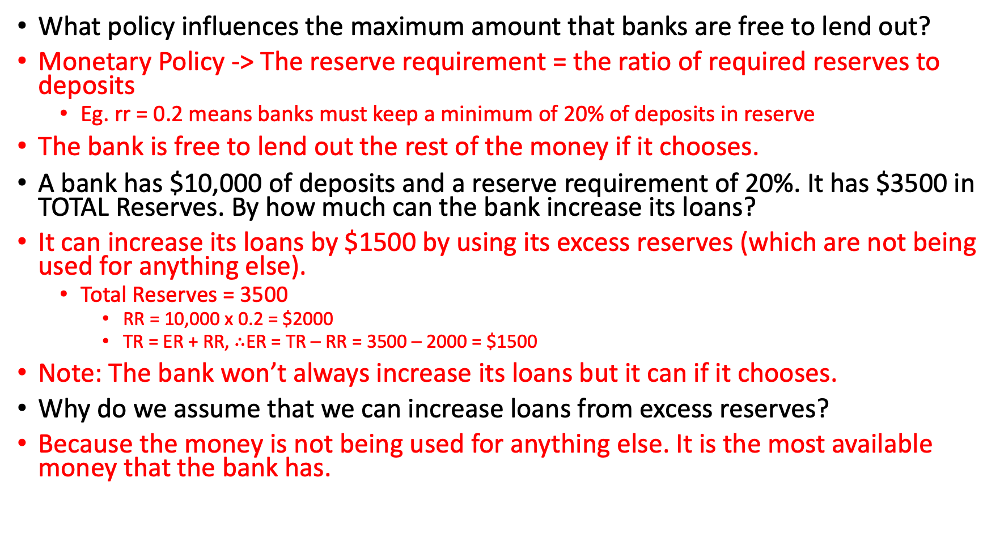 • What policy influences the maximum amount that banks are free to lend out?
• Monetary Policy -> The reserve requirement = the ratio of required reserves to
deposits
• Eg. rr = 0.2 means banks must keep a minimum of 20% of deposits in reserve
• The bank is free to lend out the rest of the money if it chooses.
• A bank has $10,000 of deposits and a reserve requirement of 20%. It has $3500 in
TOTAL Reserves. By how much can the bank increase its loans?
• It can increase its loans by $1500 by using its excess reserves (which are not being
used for anything else).
• Total Reserves = 3500
• RR = 10,000 x 0.2 = $2000
• TR = ER + RR, ∴ER = TR – RR = 3500 – 2000 = $1500
• Note: The bank won’t always increase its loans but it can if it chooses.
• Why do we assume that we can increase loans from excess reserves?
• Because the money is not being used for anything else. It is the most available
money that the bank has.